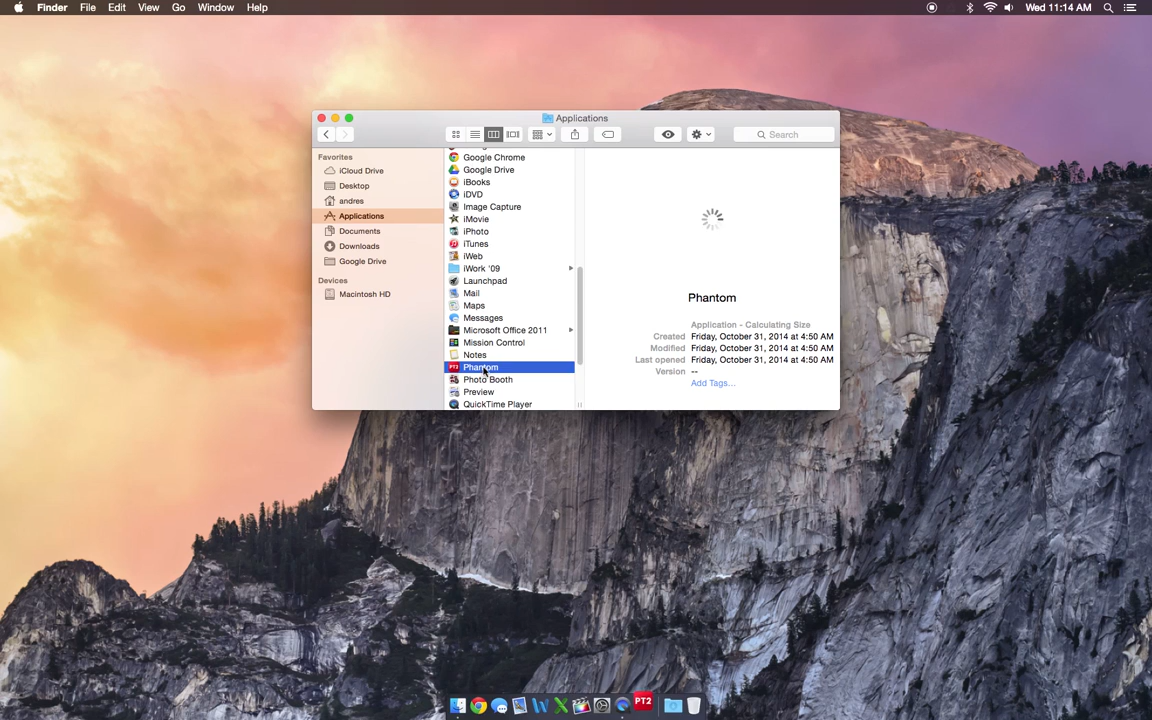 Finder File Edit View Go Window Help Wed 11:14 AM
Applications
Search
Favorites
iCloud Drive
Desktop
andres
Applications
Documents
Downloads
Google Drive
Devices
Macintosh HD
Google Chrome
Google Drive
iBooks
iDVD
Image Capture
iMovie
iPhoto
iTunes
iWeb
iWork '09
Launchpad
Mail
Maps
Messages
Microsoft Office 2011
Mission Control
Notes
PT2 Phantom
Photo Booth
Preview
QuickTime Player
Phantom
Application - Calculating Size
Created Friday, October 31, 2014 at 4:50 AM
Modified Friday, October 31, 2014 at 4:50 AM
Last opened Friday, October 31, 2014 at 4:50 AM
Version --
Add Tags...
PT2